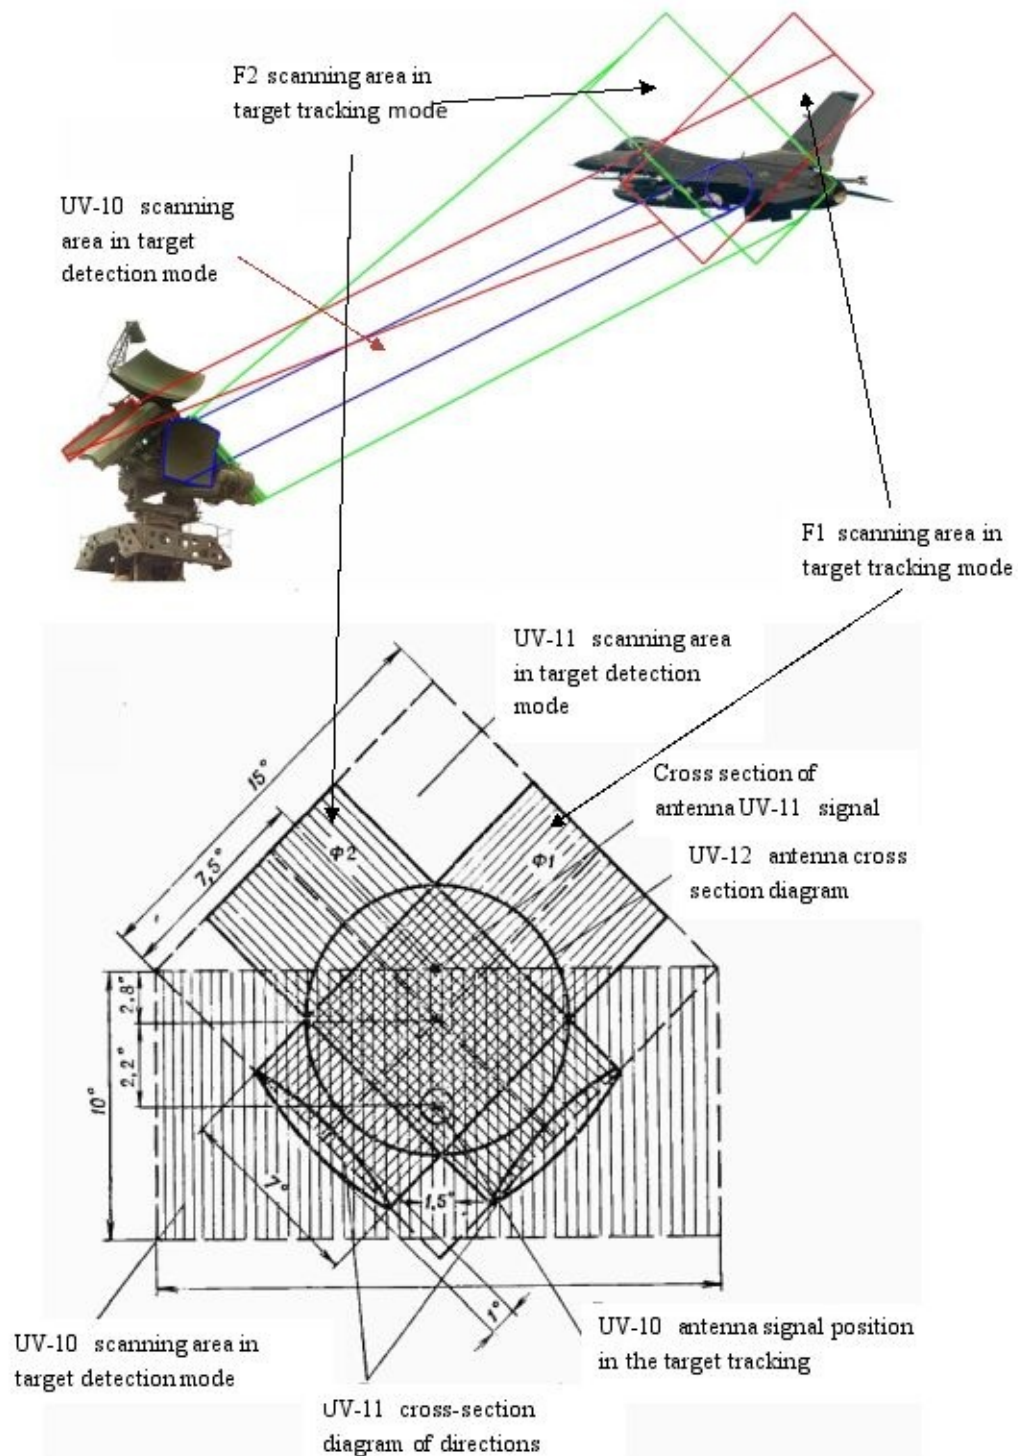 F2 scanning area in
target tracking mode
UV-10 scanning
area in target
detection mode
F1 scanning area in
target tracking mode
UV-11 scanning area
in target detection
mode
Cross section of
antenna UV-11 signal
UV-12 antenna cross
section diagram
15°
7,5°
Ф2
Ф1
2,8°
2,2°
10°
7°
1,5°
1°
UV-10 scanning area in
target detection mode
UV-10 antenna signal position
in the target tracking
UV-11 cross-section
diagram of directions